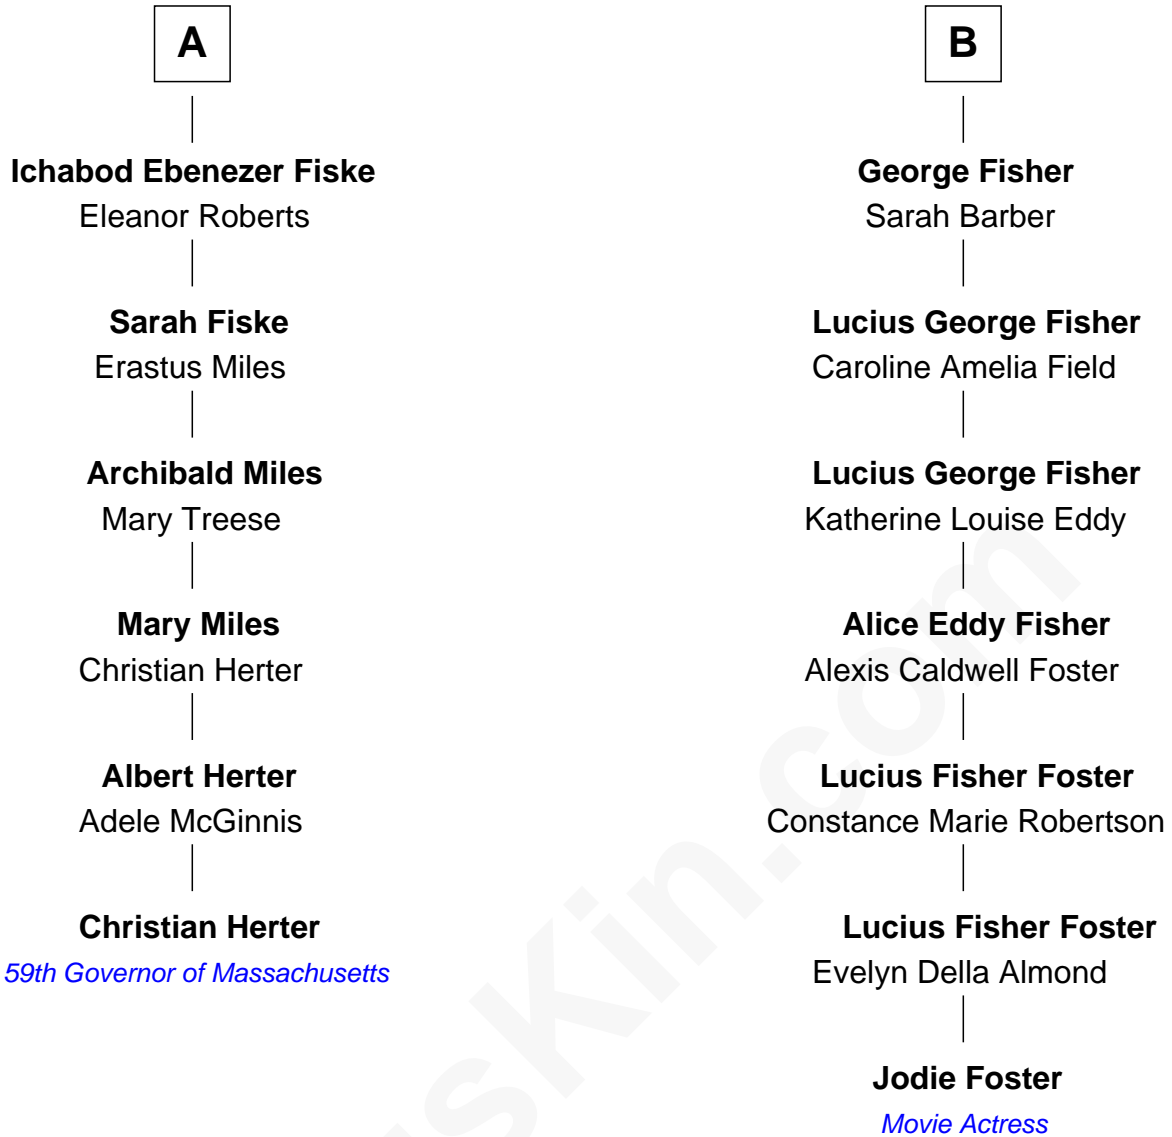 A
B
Ichabod Ebenezer Fiske
Eleanor Roberts
George Fisher
Sarah Barber
Sarah Fiske
Erastus Miles
Lucius George Fisher
Caroline Amelia Field
Archibald Miles
Mary Treese
Lucius George Fisher
Katherine Louise Eddy
Mary Miles
Christian Herter
Alice Eddy Fisher
Alexis Caldwell Foster
Albert Herter
Adele McGinnis
Lucius Fisher Foster
Constance Marie Robertson
Christian Herter
59th Governor of Massachusetts
Lucius Fisher Foster
Evelyn Della Almond
Jodie Foster
Movie Actress
sKin.com